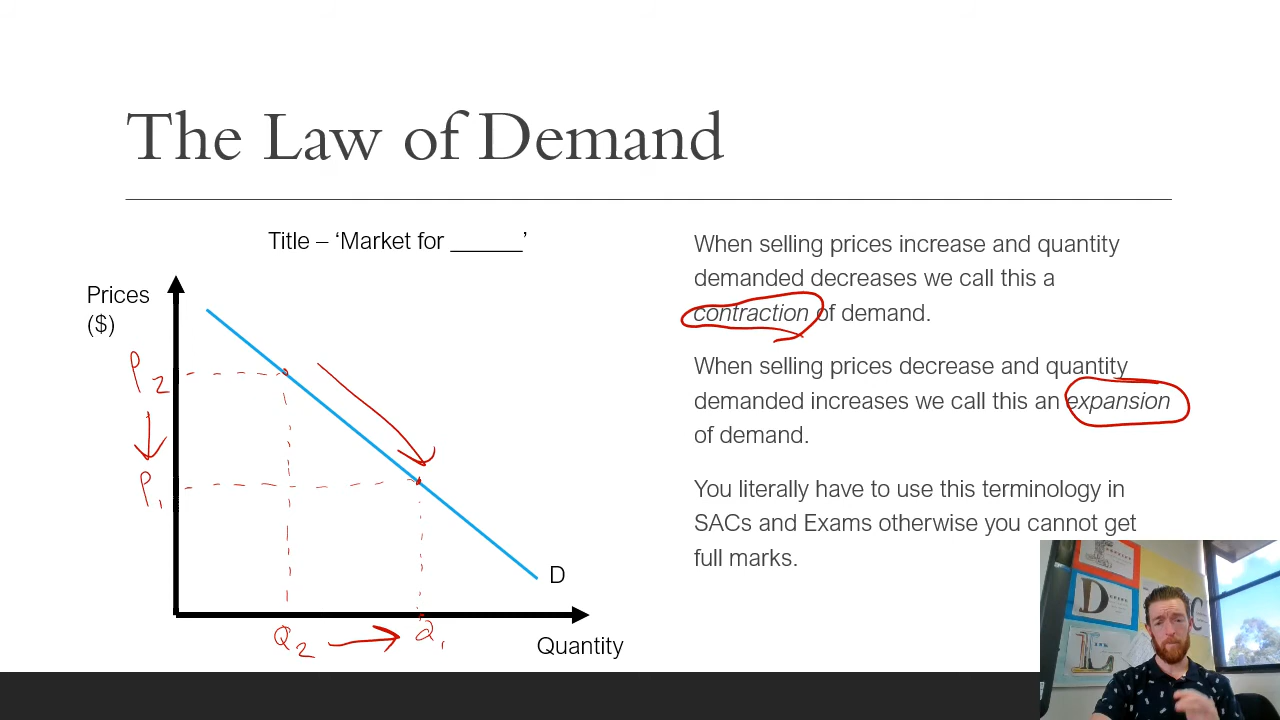 The Law of Demand
Title – ‘Market for ______’
Prices
($)
P2
P1
D
Q2
Q1
Quantity
When selling prices increase and quantity
demanded decreases we call this a
contraction of demand.
When selling prices decrease and quantity
demanded increases we call this an expansion
of demand.
You literally have to use this terminology in
SACs and Exams otherwise you cannot get
full marks.
D
C
L